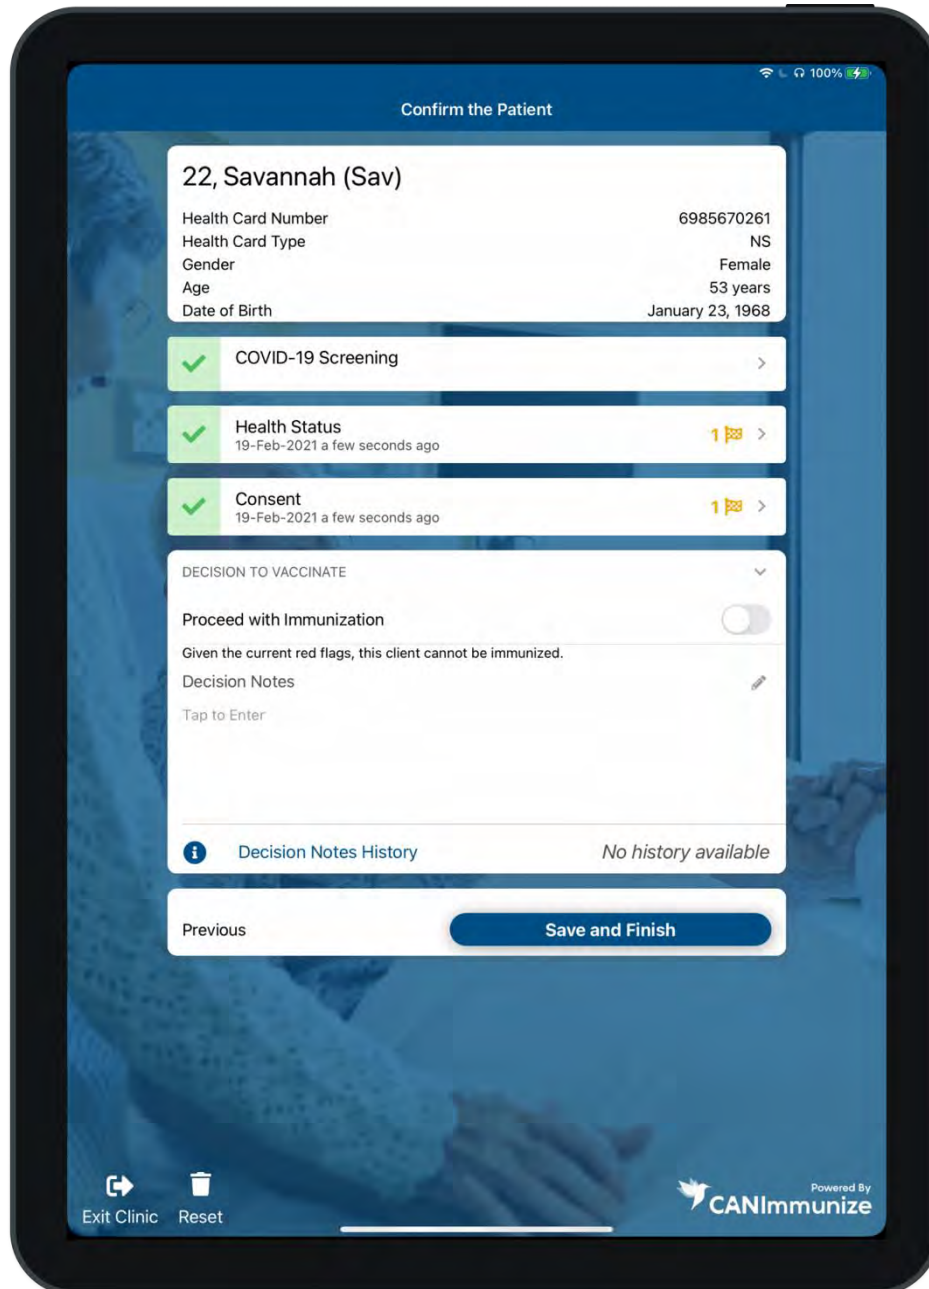 100%
Confirm the Patient
22, Savannah (Sav)
Health Card Number 6985670261
Health Card Type NS
Gender Female
Age 53 years
Date of Birth January 23, 1968
COVID-19 Screening
Health Status
19-Feb-2021 a few seconds ago
1
Consent
19-Feb-2021 a few seconds ago
1
DECISION TO VACCINATE
Proceed with Immunization
Given the current red flags, this client cannot be immunized.
Decision Notes
Tap to Enter
Decision Notes History No history available
Previous Save and Finish
Exit Clinic Reset
Powered By
CANImmunize